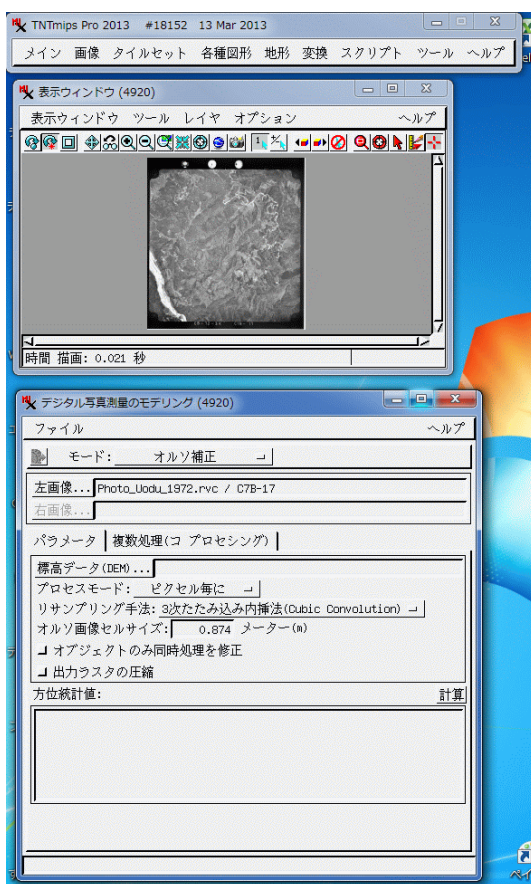 TNTmips Pro 2013 #18152 13 Mar 2013
メイン 画像 タイルセット 各種図形 地形 変換 スクリプト ツール ヘルプ
表示ウィンドウ (4920)
表示ウィンドウ ツール レイヤ オプション ヘルプ
時間 描画: 0.021 秒
デジタル写真測量のモデリング (4920)
ファイル ヘルプ
モード: オルソ補正
左画像... Photo_Uodu_1972.rvc / C7B-17
右画像...
パラメータ 複数処理(コ プロセシング)
標高データ(DEM)...
プロセスモード: ピクセル毎に
リサンプリング手法: 3次たたみ込み内挿法(Cubic Convolution)
オルソ画像セルサイズ: 0.874 メーター(m)
オブジェクトのみ同時処理を修正
出力ラスタの圧縮
方位統計値: 計算